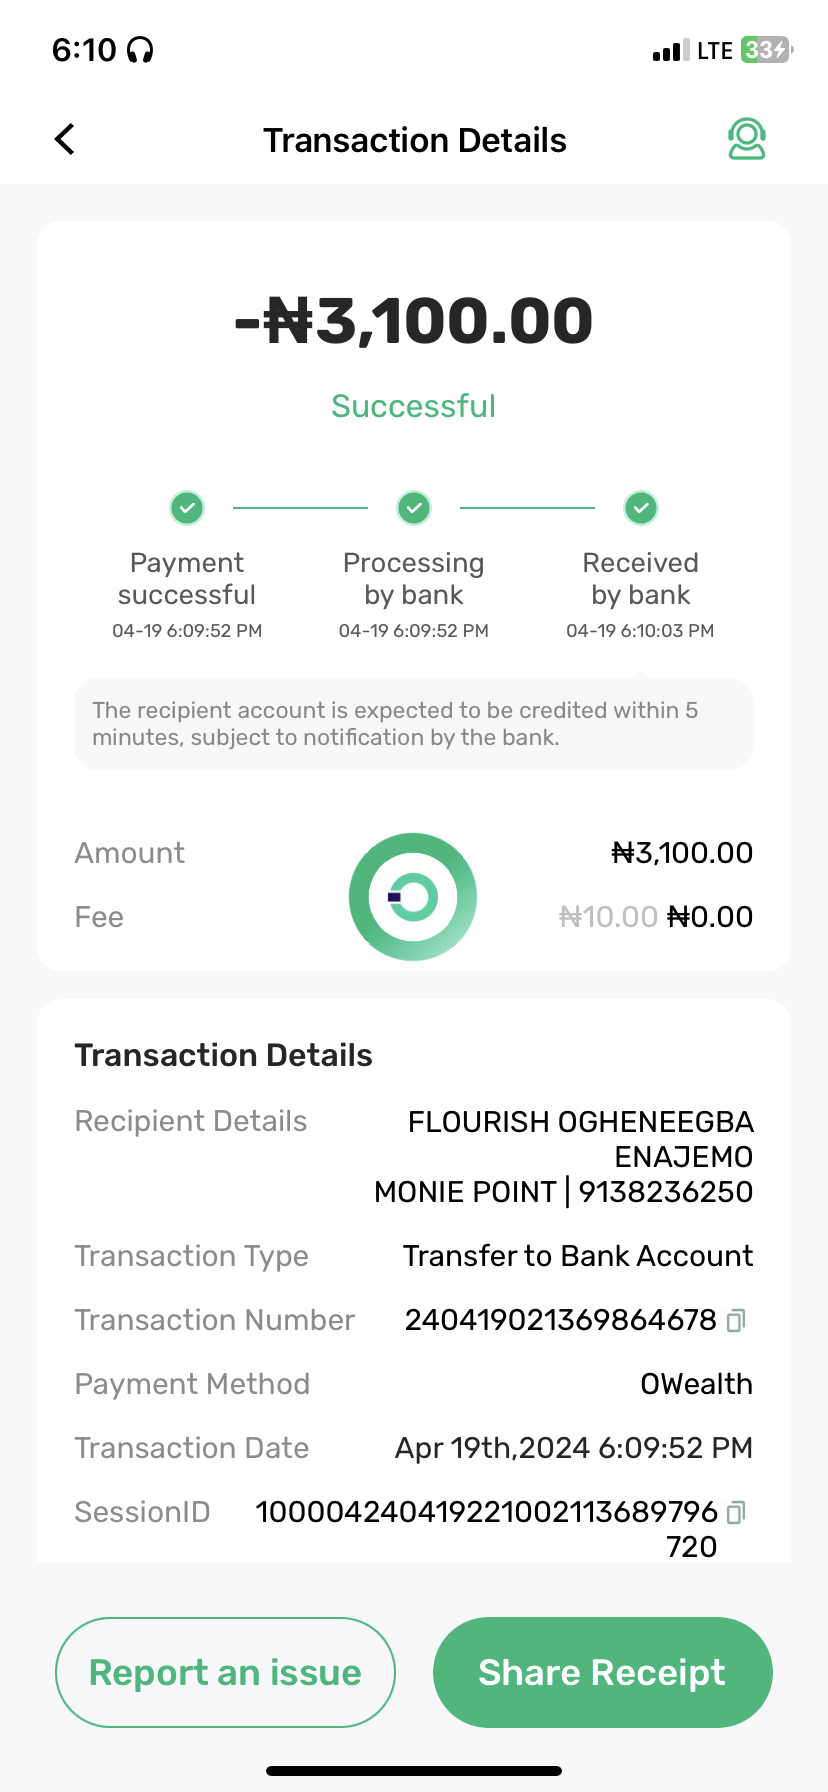 6:10 LTE 33
Transaction Details
-₦3,100.00
Successful
Payment successful
04-19 6:09:52 PM
Processing by bank
04-19 6:09:52 PM
Received by bank
04-19 6:10:03 PM
The recipient account is expected to be credited within 5
minutes, subject to notification by the bank.
Amount ₦3,100.00
Fee ₦10.00 ₦0.00
Transaction Details
Recipient Details FLOURISH OGHENEEGBA
ENAJEMO
MONIE POINT | 9138236250
Transaction Type Transfer to Bank Account
Transaction Number 240419021369864678
Payment Method OWealth
Transaction Date Apr 19th,2024 6:09:52 PM
SessionID 100004240419221002113689796
720
Report an issue Share Receipt